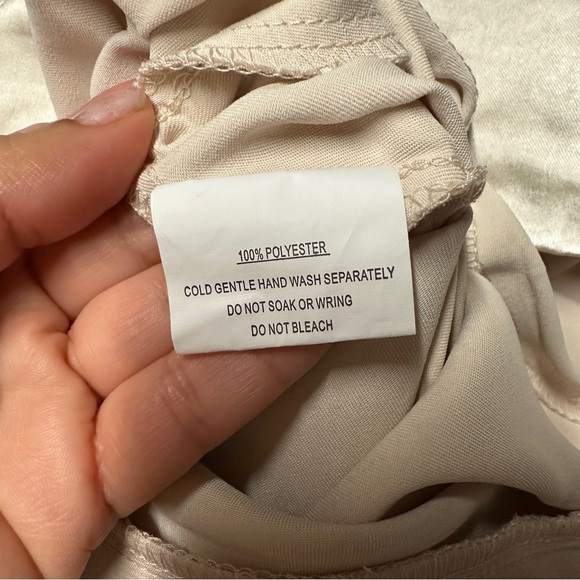 100% POLYESTER
COLD GENTLE HAND WASH SEPARATELY
DO NOT SOAK OR WRING
DO NOT BLEACH